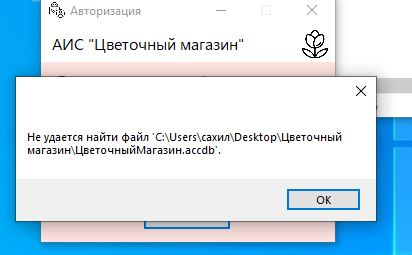 Авторизация
АИС "Цветочный магазин"
Не удается найти файл 'C:\Users\сахил\Desktop\Цветочный
магазин\ЦветочныйМагазин.accdb'.
OK